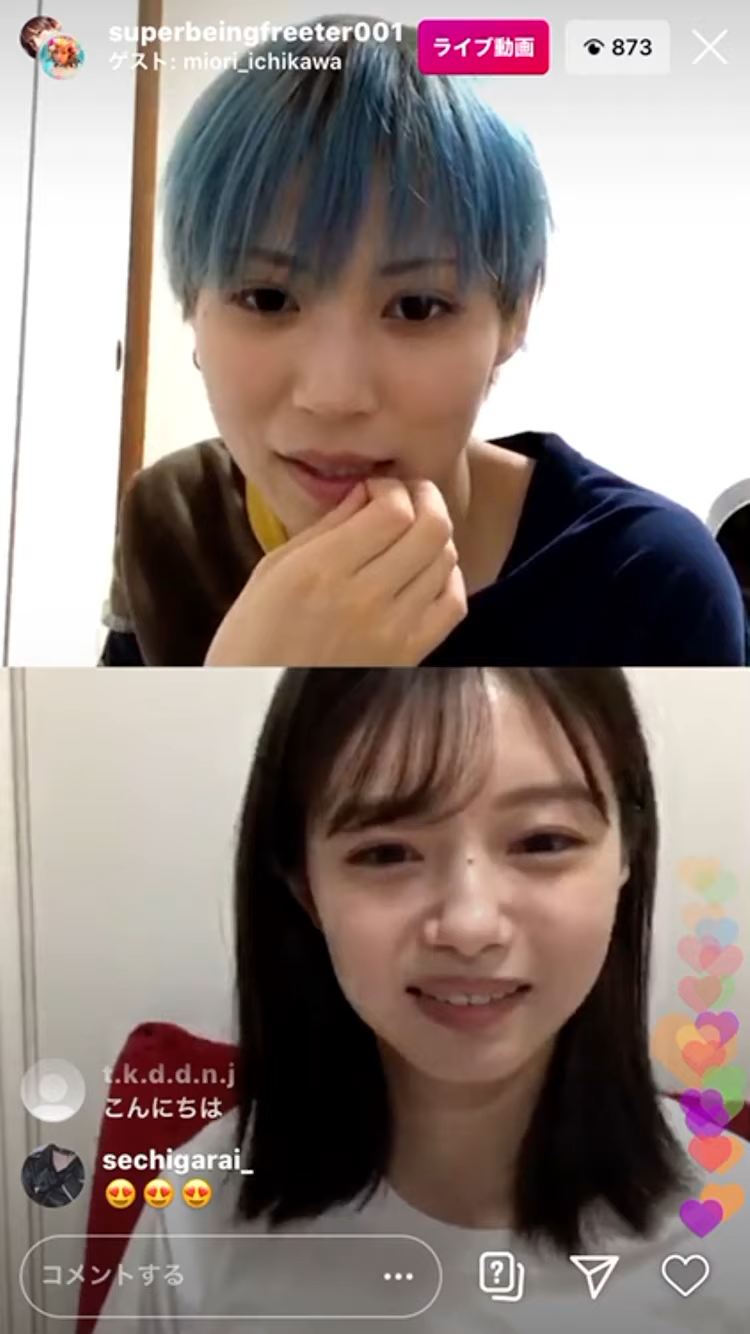 superbeingfreeter001
ゲスト: miori_ichikawa
ライブ動画
873
t.k.d.d.n.j
こんにちは
sechigarai_
😍😍😍
コメントする